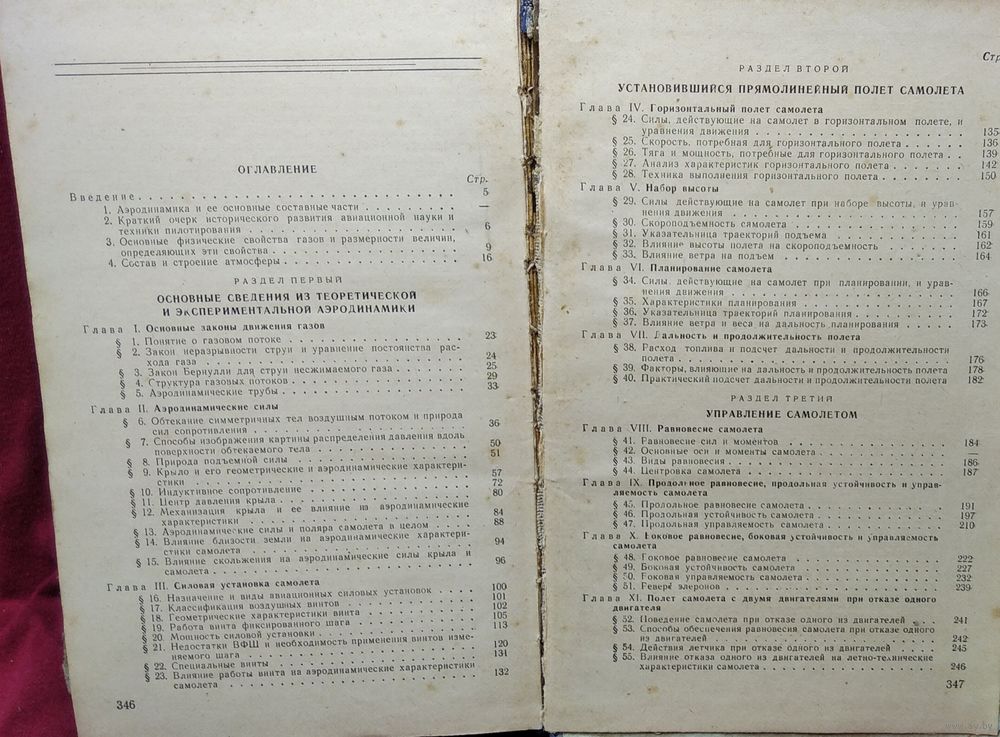 ОГЛАВЛЕНИЕ
Стр.
Введение 5
1. Аэродинамика и ее основные составные части —
2. Краткий очерк исторического развития авиационной науки и
техники пилотирования 6
3. Основные физические свойства газов и размерности величин,
определяющих эти свойства 9
4. Состав и строение атмосферы 16
РАЗДЕЛ ПЕРВЫЙ
ОСНОВНЫЕ СВЕДЕНИЯ ИЗ ТЕОРЕТИЧЕСКОЙ
И ЭКСПЕРИМЕНТАЛЬНОЙ АЭРОДИНАМИКИ
Глава I. Основные законы движения газов
§ 1. Понятие о газовом потоке 23
§ 2. Закон неразрывности струи и уравнение постоянства рас-
хода газа 24
§ 3. Закон Бернулли для струи несжимаемого газа 25
§ 4. Структура газовых потоков 29
§ 5. Аэродинамические трубы 33
Глава II. Аэродинамические силы
§ 6. Обтекание симметричных тел воздушным потоком и природа
сил сопротивления 36
§ 7. Способы изображения картины распределения давления вдоль
поверхности обтекаемого тела 50
§ 8. Природа подъемной силы 51
§ 9. Крыло и его геометрические и аэродинамические характери-
стики 57
§ 10. Индуктивное сопротивление 72
§ 11. Центр давления крыла 80
§ 12. Механизация крыла и ее влияние из аэродинамические
характеристики 84
§ 13. Аэродинамические силы и поляра самолета в целом 88
§ 14. Влияние близости земли на аэродинамические характери-
стики самолета 94
§ 15. Влияние скольжения на аэродинамические силы крыла и
самолета 96
Глава III. Силовая установка самолета
§ 16. Назначение и виды авиационных силовых установок 100
§ 17. Классификация воздушных винтов 101
§ 18. Геометрические характеристики винта 102
§ 19. Работа винта фиксированного шага 105
§ 20. Мощность силовой установки 113
§ 21. Недостатки ВФШ и необходимость применения винтов изме-
няемого шага 120
§ 22. Специальные винты 131
§ 23. Влияние работы винта на аэродинамические характеристики
самолета 132
346
Стр
РАЗДЕЛ ВТОРОЙ
УСТАНОВИВШИЙСЯ ПРЯМОЛИНЕЙНЫЙ ПОЛЕТ САМОЛЕТА
Глава IV. Горизонтальный полет самолета
§ 24. Силы, действующие на самолет в горизонтальном полете, и
уравнения движения 135
§ 25. Скорость, потребная для горизонтального полета 136
§ 26. Тяга и мощность, потребные для горизонтального полета 139
§ 27. Анализ характеристик горизонтального полета 142
§ 28. Техника выполнения горизонтального полета 150
Глава V. Набор высоты
§ 29. Силы действующие на самолет при наборе высоты, и урав-
нения движения 157
§ 30. Скороподъемность самолета 159
§ 31. Указательница траекторий подъема 161
§ 32. Влияние высоты полета на скороподъемность 162
§ 33. Влияние ветра на подъем 164
Глава VI. Планирование самолета
§ 34. Силы, действующие на самолет при планировании, и урав-
нения движения 166
§ 35. Характеристики планирования 167
§ 36. Указательница траекторий планирования 172
§ 37. Влияние ветра и веса на дальность планирования 173
Глава VII. Дальность и продолжительность полета
§ 38. Расход топлива и подсчет дальности и продолжительности
полета 176
§ 39. Факторы, влияющие на дальность и продолжительность полета 178
§ 40. Практический подсчет дальности и продолжительности полета 182
РАЗДЕЛ ТРЕТИЙ
УПРАВЛЕНИЕ САМОЛЕТОМ
Глава VIII. Равновесие самолета
§ 41. Равновесие сил и моментов 184
§ 42. Основные оси и моменты самолета —
§ 43. Виды равновесия 186
§ 44. Центровка самолета 187
Глава IX. Продольное равновесие, продольная устойчивость и управ-
ляемость самолета
§ 45. Продольное равновесие самолета 191
§ 46. Продольная устойчивость самолета 197
§ 47. Продольная управляемость самолета 210
Глава X. Боковое равновесие, боковая устойчивость и управляемость
самолета
§ 48. Боковое равновесие самолета 222
§ 49. Боковая устойчивость самолета 227
§ 50. Боковая управляемость самолета 232
§ 51. Реверс элеронов 239
Глава XI. Полет самолета с двумя двигателями при отказе одного
двигателя
§ 52. Поведение самолета при отказе одного из двигателей 241
§ 53. Способы обеспечения равновесия самолета при отказе одного
из двигателей 242
§ 54. Действия летчика при отказе одного из двигателей 245
§ 55. Влияние отказа одного из двигателей на летно-технические
характеристики самолета 246
347
www.ay.by